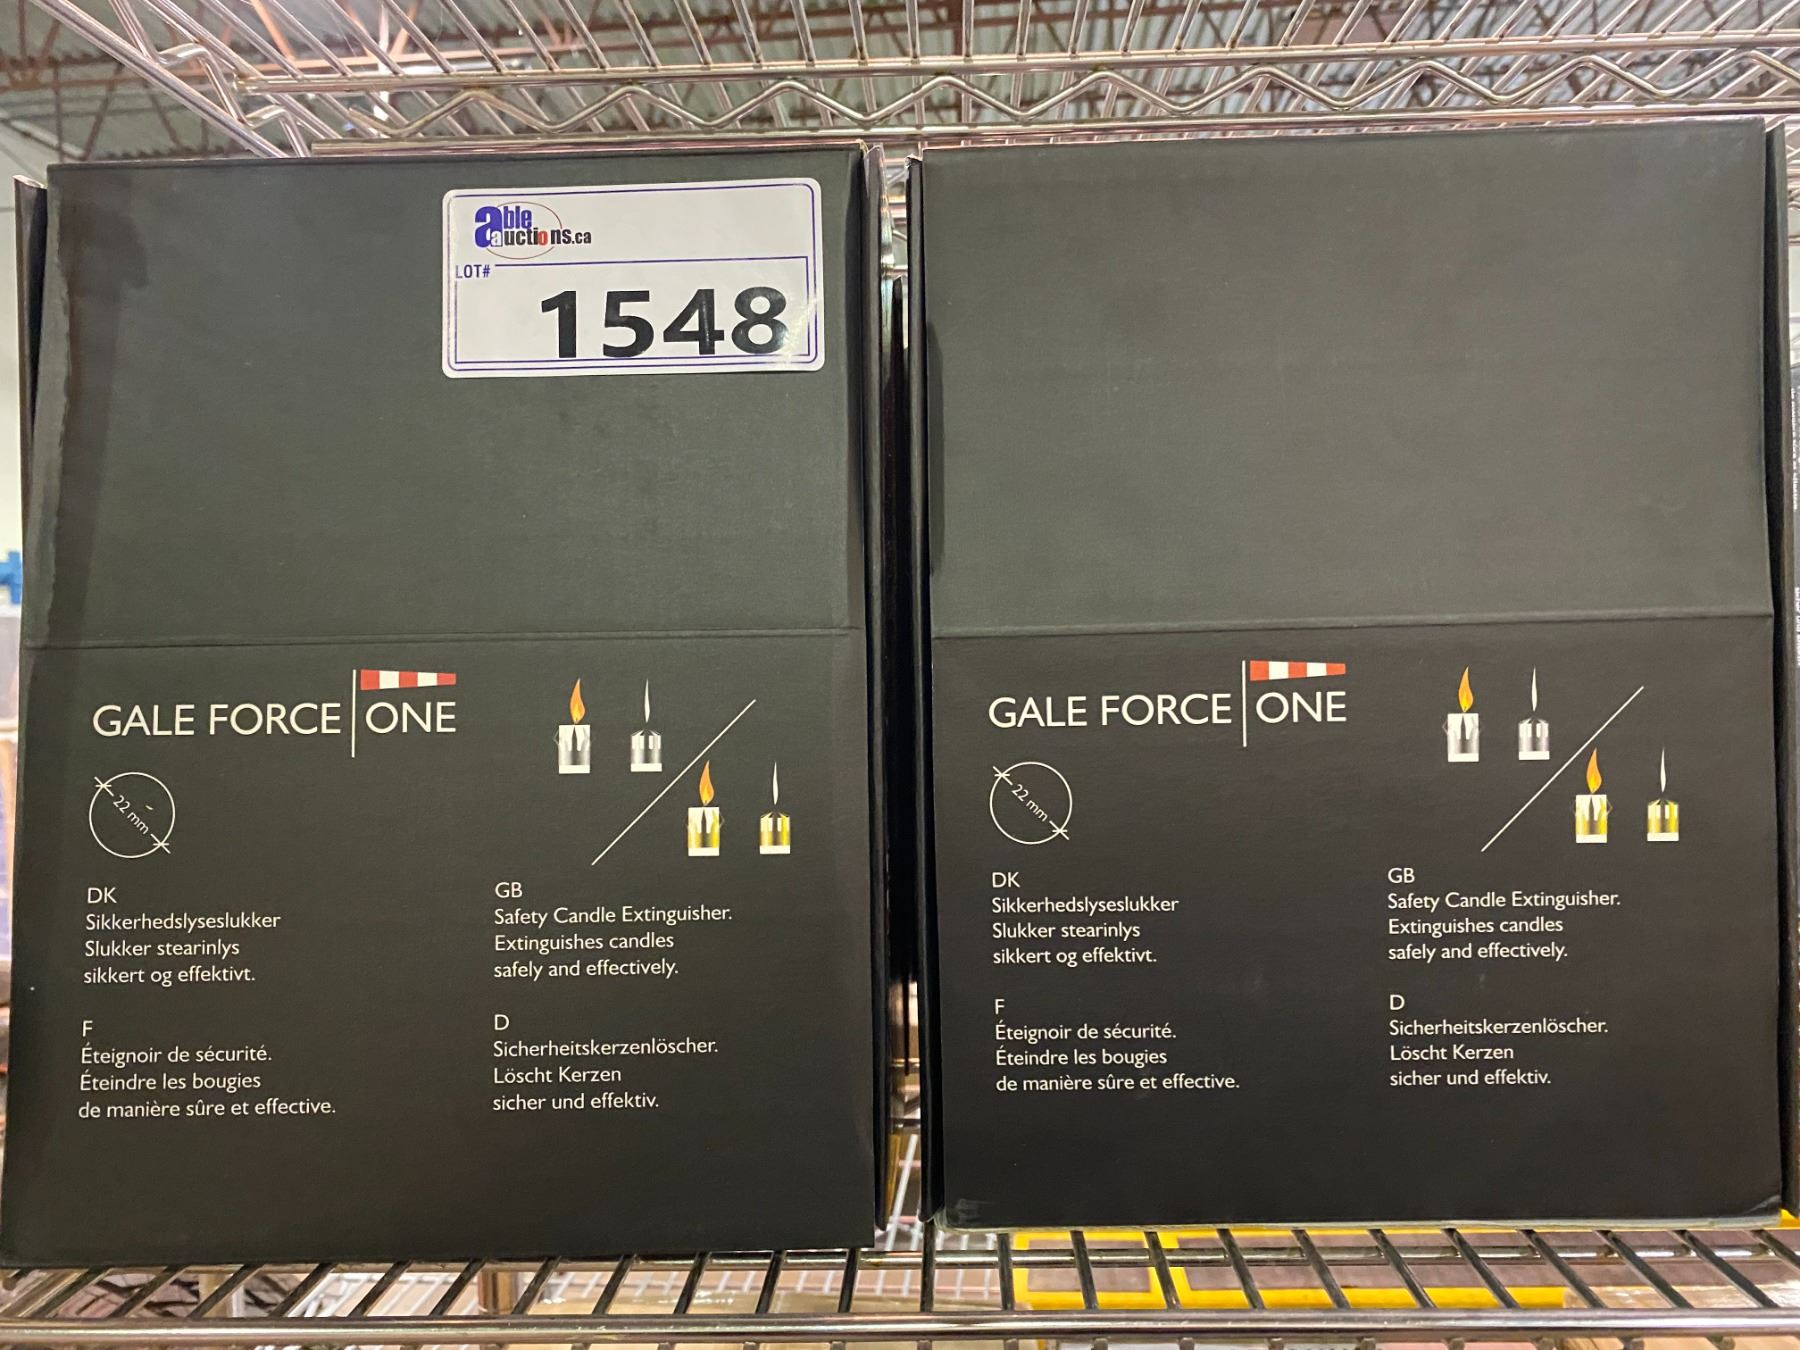 able
auctions.ca
LOT#
1548
GALE FORCE ONE
22 mm
DK
Sikkerhedslyseslukker
Slukker stearinlys
sikkert og effektivt.
GB
Safety Candle Extinguisher.
Extinguishes candles
safely and effectively.
F
Éteignoir de sécurité.
Éteindre les bougies
de manière sûre et effective.
D
Sicherheitskerzenlöscher.
Löscht Kerzen
sicher und effektiv.
GALE FORCE ONE
22 mm
DK
Sikkerhedslyseslukker
Slukker stearinlys
sikkert og effektivt.
GB
Safety Candle Extinguisher.
Extinguishes candles
safely and effectively.
F
Éteignoir de sécurité.
Éteindre les bougies
de manière sûre et effective.
D
Sicherheitskerzenlöscher.
Löscht Kerzen
sicher und effektiv.